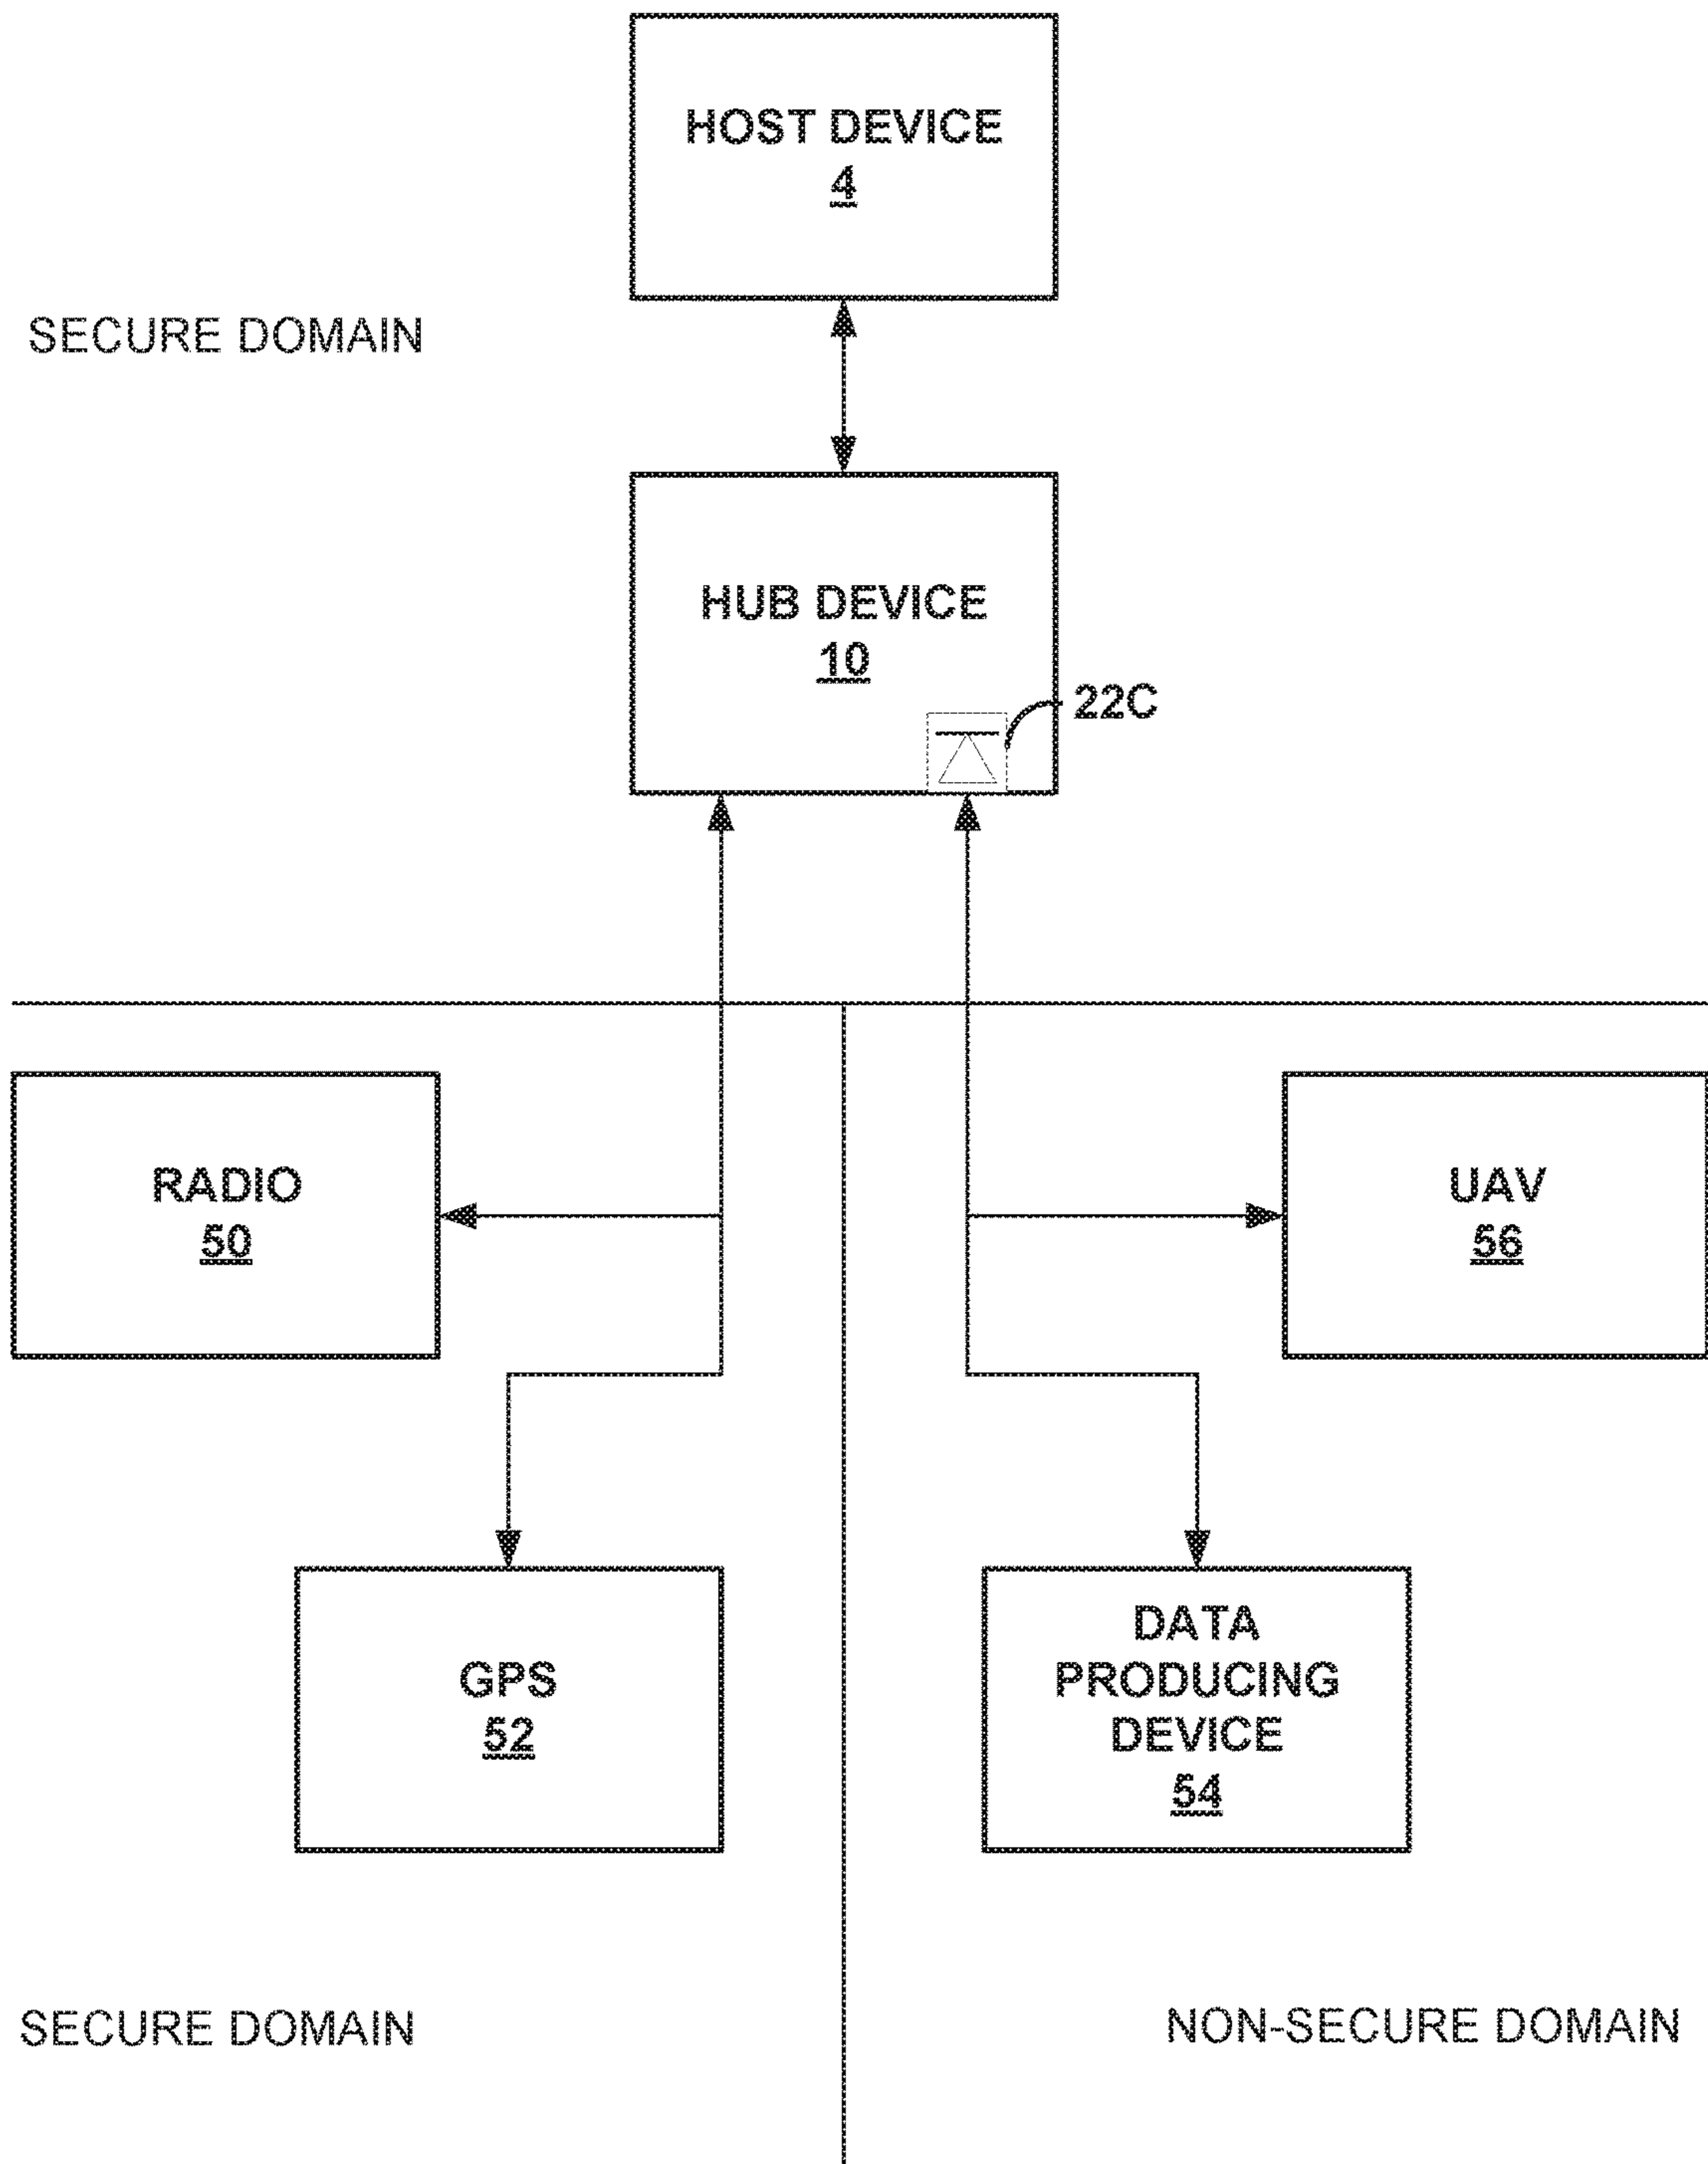 HOST DEVICE
4
SECURE DOMAIN
HUB DEVICE
10
22C
RADIO
50
UAV
56
GPS
52
DATA
PRODUCING
DEVICE
54
SECURE DOMAIN
NON-SECURE DOMAIN